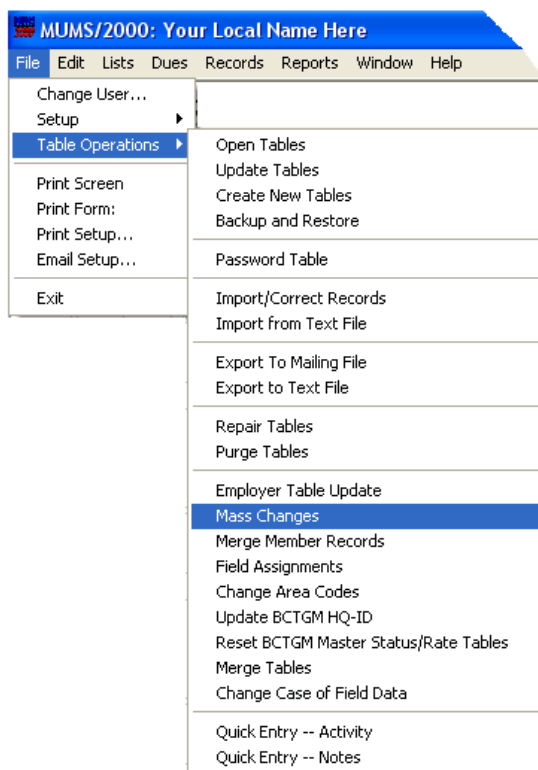 MUMS/2000: Your Local Name Here
File Edit Lists Dues Records Reports Window Help
Change User...
Setup
Table Operations
Print Screen
Print Form:
Print Setup...
Email Setup...
Exit
Open Tables
Update Tables
Create New Tables
Backup and Restore
Password Table
Import/Correct Records
Import from Text File
Export To Mailing File
Export to Text File
Repair Tables
Purge Tables
Employer Table Update
Mass Changes
Merge Member Records
Field Assignments
Change Area Codes
Update BCTGM HQ-ID
Reset BCTGM Master Status/Rate Tables
Merge Tables
Change Case of Field Data
Quick Entry -- Activity
Quick Entry -- Notes